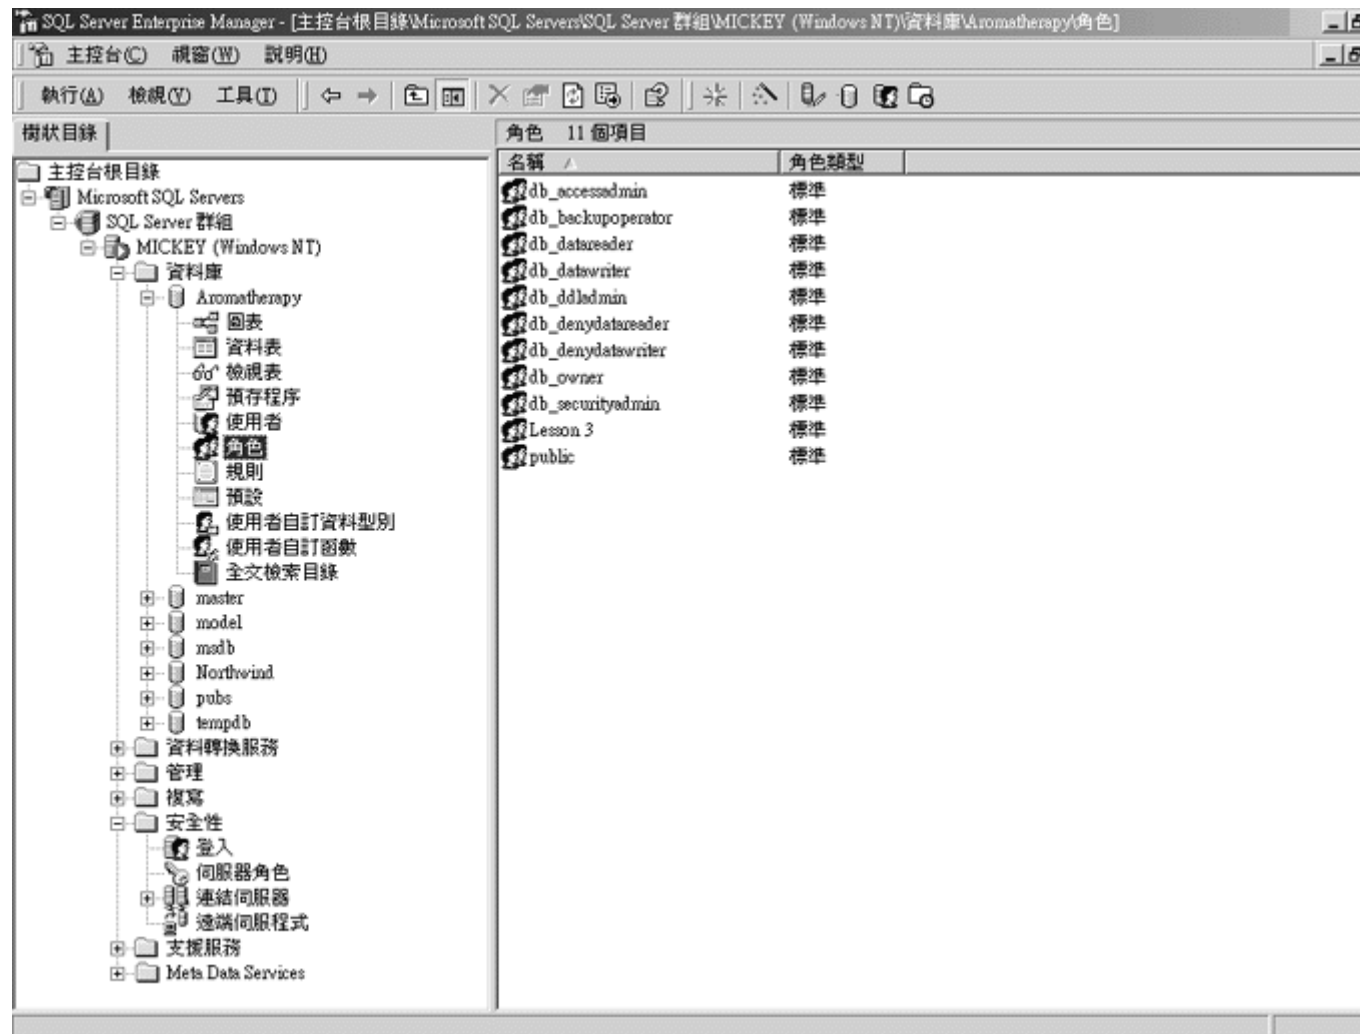 SQL Server Enterprise Manager - [主控台根目錄\Microsoft SQL Servers\SQL Server 群組\MICKEY (Windows NT)\資料庫\Aromatherapy\角色]
主控台(C) 視窗(W) 說明(H)
執行(A) 檢視(V) 工具(T)
樹狀目錄
角色 11 個項目
主控台根目錄
Microsoft SQL Servers
SQL Server 群組
MICKEY (Windows NT)
資料庫
Aromatherapy
圖表
資料表
檢視表
預存程序
使用者
角色
規則
預設
使用者自訂資料型別
使用者自訂函數
全文檢索目錄
master
model
msdb
Northwind
pubs
tempdb
資料轉換服務
管理
複寫
安全性
登入
伺服器角色
連結伺服器
遠端伺服程式
支援服務
Meta Data Services
名稱 角色類型
db_accessadmin 標準
db_backupoperator 標準
db_datareader 標準
db_datawriter 標準
db_ddladmin 標準
db_denydatareader 標準
db_denydatawriter 標準
db_owner 標準
db_securityadmin 標準
Lesson 3 標準
public 標準